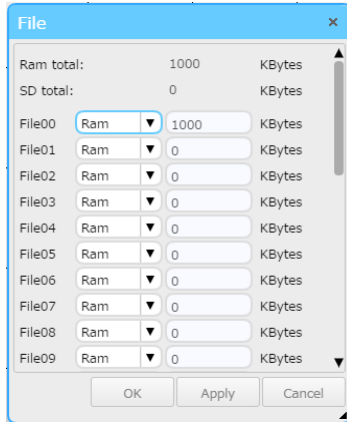 File ×
Ram total: 1000 KBytes
SD total: 0 KBytes
File00 Ram ▼ 1000 KBytes
File01 Ram ▼ 0 KBytes
File02 Ram ▼ 0 KBytes
File03 Ram ▼ 0 KBytes
File04 Ram ▼ 0 KBytes
File05 Ram ▼ 0 KBytes
File06 Ram ▼ 0 KBytes
File07 Ram ▼ 0 KBytes
File08 Ram ▼ 0 KBytes
File09 Ram ▼ 0 KBytes
OK Apply Cancel